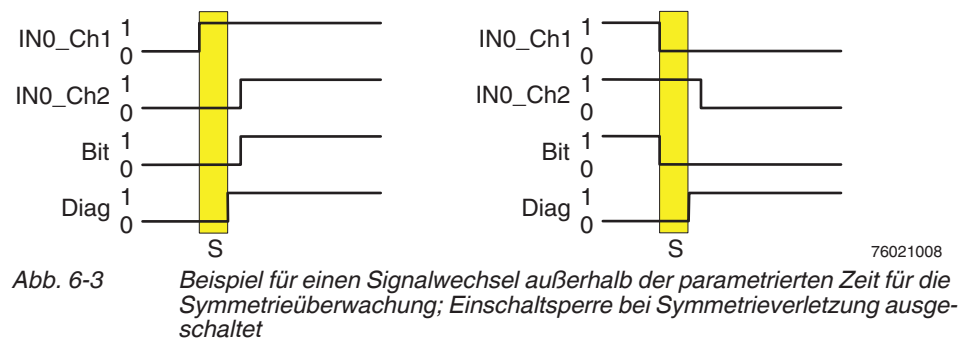 IN0_Ch1 1 0
IN0_Ch2 1 0
Bit 1 0
Diag 1 0
S
IN0_Ch1 1 0
IN0_Ch2 1 0
Bit 1 0
Diag 1 0
S
76021008
Abb. 6-3 Beispiel für einen Signalwechsel außerhalb der parametrierten Zeit für die
Symmetrieüberwachung; Einschaltsperre bei Symmetrieverletzung ausge-
schaltet